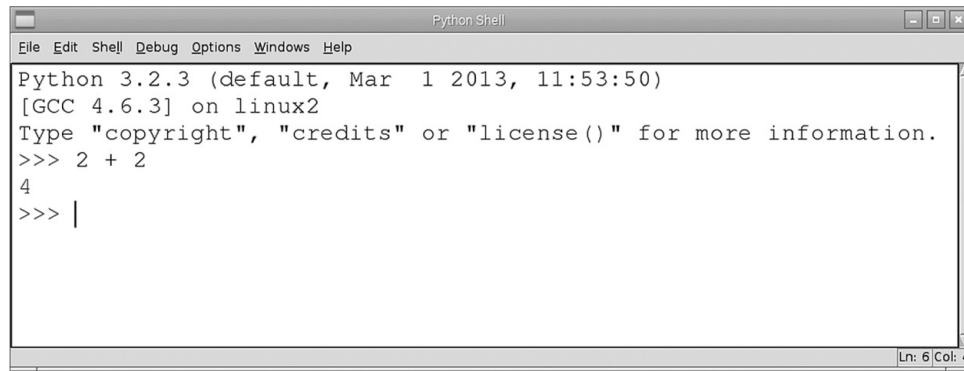 Python Shell
File Edit Shell Debug Options Windows Help
Python 3.2.3 (default, Mar  1 2013, 11:53:50)
[GCC 4.6.3] on linux2
Type "copyright", "credits" or "license()" for more information.
>>> 2 + 2
4
>>>
Ln: 6 Col: